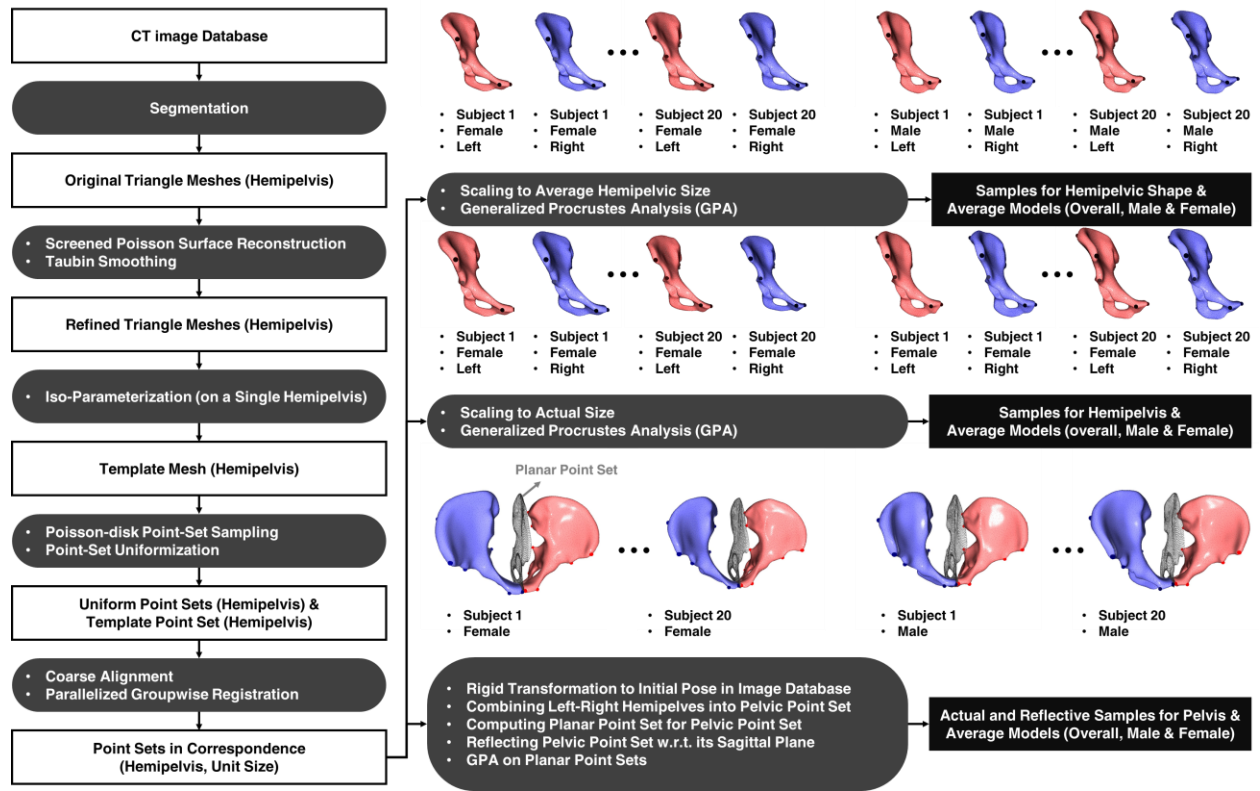 CT image Database
Segmentation
Original Triangle Meshes (Hemipelvis)
• Screened Poisson Surface Reconstruction
• Taubin Smoothing
Refined Triangle Meshes (Hemipelvis)
• Iso-Parameterization (on a Single Hemipelvis)
Template Mesh (Hemipelvis)
• Poisson-disk Point-Set Sampling
• Point-Set Uniformization
Uniform Point Sets (Hemipelvis) &
Template Point Set (Hemipelvis)
• Coarse Alignment
• Parallelized Groupwise Registration
Point Sets in Correspondence
(Hemipelvis, Unit Size)
• Subject 1
• Female
• Left
• Subject 1
• Female
• Right
• Subject 20
• Female
• Left
• Subject 20
• Female
• Right
• Subject 1
• Male
• Left
• Subject 1
• Male
• Right
• Subject 20
• Male
• Left
• Subject 20
• Male
• Right
• Scaling to Average Hemipelvic Size
• Generalized Procrustes Analysis (GPA)
Samples for Hemipelvic Shape &
Average Models (Overall, Male & Female)
• Subject 1
• Female
• Left
• Subject 1
• Female
• Right
• Subject 20
• Female
• Left
• Subject 20
• Female
• Right
• Subject 1
• Female
• Left
• Subject 1
• Female
• Right
• Subject 20
• Female
• Left
• Subject 20
• Female
• Right
• Scaling to Actual Size
• Generalized Procrustes Analysis (GPA)
Samples for Hemipelvis &
Average Models (overall, Male & Female)
Planar Point Set
• Subject 1
• Female
• Subject 20
• Female
• Subject 1
• Male
• Subject 20
• Male
• Rigid Transformation to Initial Pose in Image Database
• Combining Left-Right Hemipelves into Pelvic Point Set
• Computing Planar Point Set for Pelvic Point Set
• Reflecting Pelvic Point Set w.r.t. its Sagittal Plane
• GPA on Planar Point Sets
Actual and Reflective Samples for Pelvis &
Average Models (Overall, Male & Female)